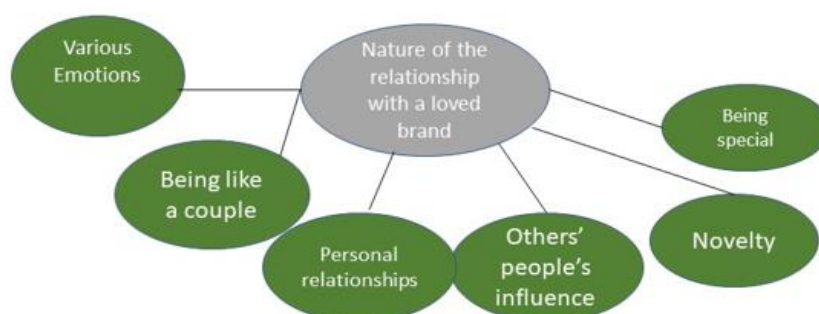 Various
Emotions
Nature of the
relationship
with a loved
brand
Being
special
Being like
a couple
Personal
relationships
Others’
people’s
influence
Novelty